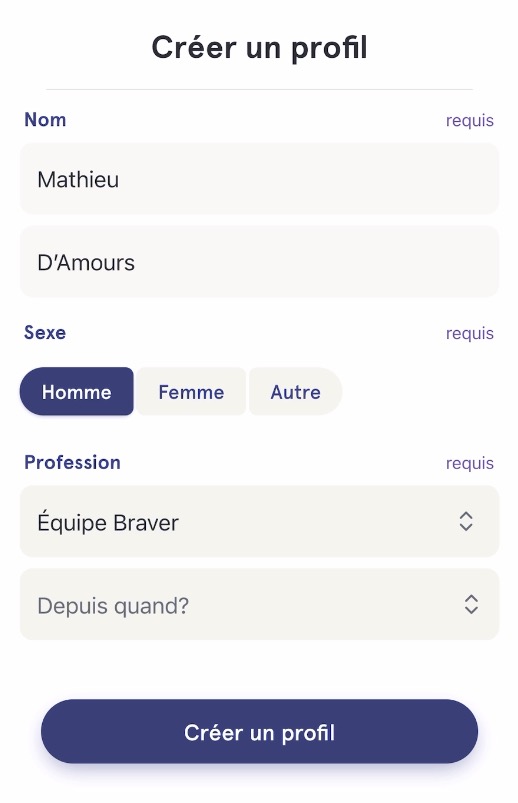 Créer un profil
Nom requis
Mathieu
D’Amours
Sexe requis
Homme Femme Autre
Profession requis
Équipe Braver
Depuis quand?
Créer un profil